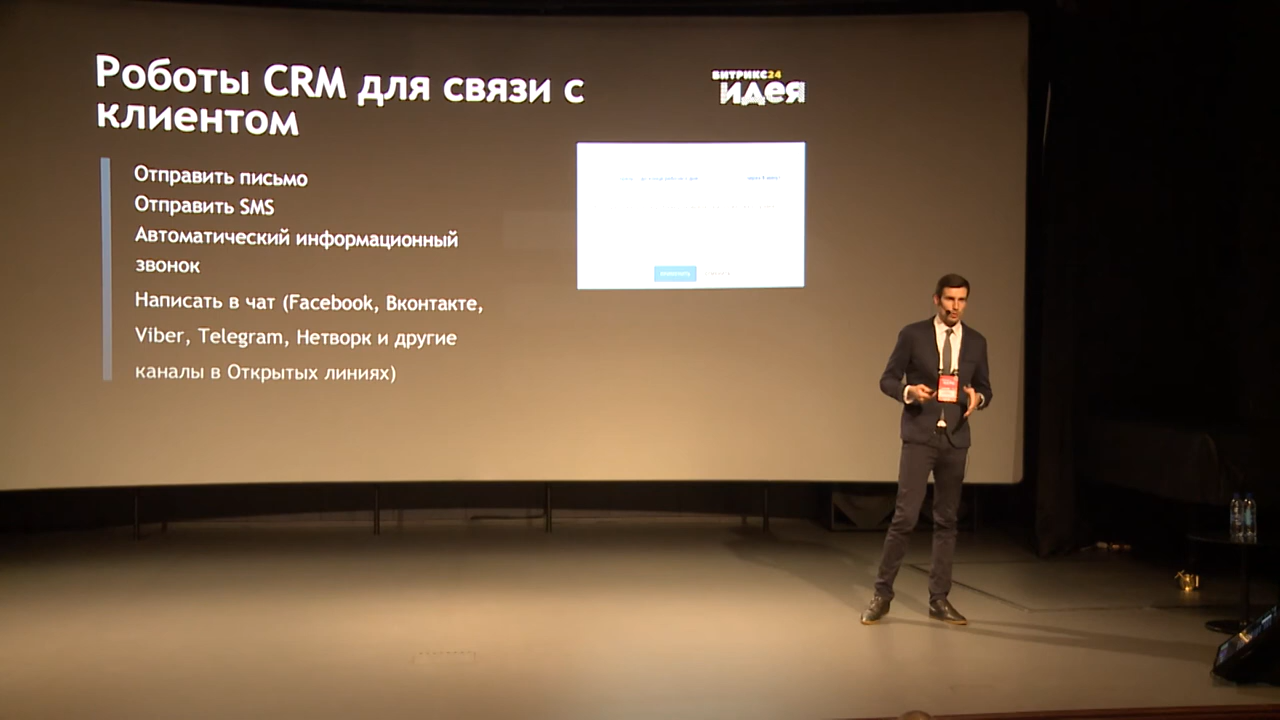 Роботы CRM для связи с
клиентом
БИТРИКС24
идея
Отправить письмо
Отправить SMS
Автоматический информационный
звонок
Написать в чат (Facebook, Вконтакте,
Viber, Telegram, Нетворк и другие
каналы в Открытых линиях)